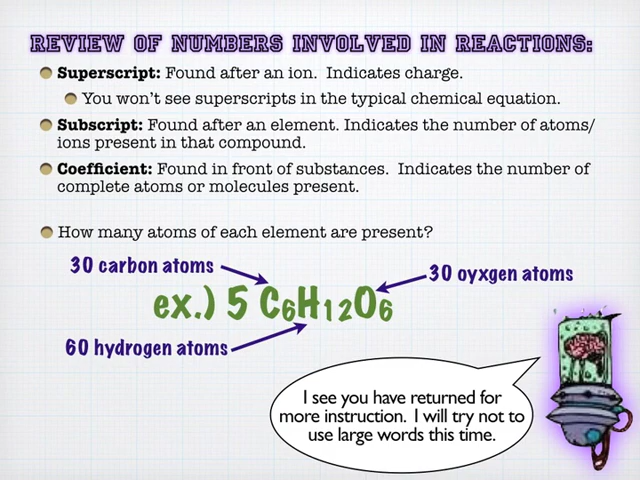 REVIEW OF NUMBERS INVOLVED IN REACTIONS:
Superscript: Found after an ion. Indicates charge.
You won't see superscripts in the typical chemical equation.
Subscript: Found after an element. Indicates the number of atoms/
ions present in that compound.
Coefficient: Found in front of substances. Indicates the number of
complete atoms or molecules present.
How many atoms of each element are present?
30 carbon atoms
30 oyxgen atoms
ex.) 5 C₆H₁₂O₆
60 hydrogen atoms
I see you have returned for
more instruction. I will try not to
use large words this time.